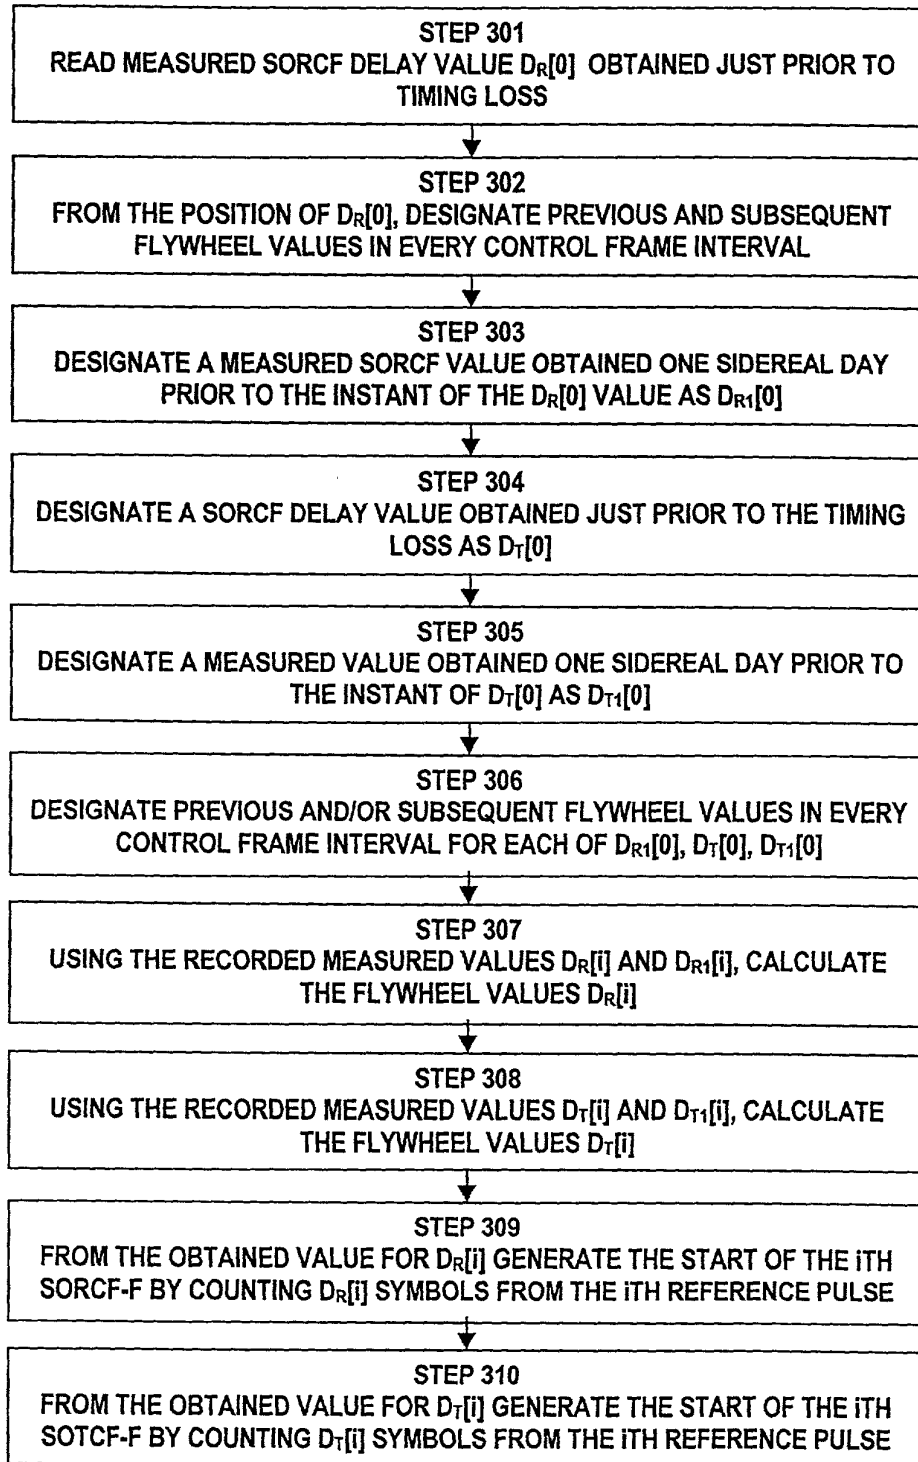 STEP 301
READ MEASURED SORCF DELAY VALUE DR[0] OBTAINED JUST PRIOR TO
TIMING LOSS
STEP 302
FROM THE POSITION OF DR[0], DESIGNATE PREVIOUS AND SUBSEQUENT
FLYWHEEL VALUES IN EVERY CONTROL FRAME INTERVAL
STEP 303
DESIGNATE A MEASURED SORCF VALUE OBTAINED ONE SIDEREAL DAY
PRIOR TO THE INSTANT OF THE DR[0] VALUE AS DR1[0]
STEP 304
DESIGNATE A SORCF DELAY VALUE OBTAINED JUST PRIOR TO THE TIMING
LOSS AS DT[0]
STEP 305
DESIGNATE A MEASURED VALUE OBTAINED ONE SIDEREAL DAY PRIOR TO
THE INSTANT OF DT[0] AS DT1[0]
STEP 306
DESIGNATE PREVIOUS AND/OR SUBSEQUENT FLYWHEEL VALUES IN EVERY
CONTROL FRAME INTERVAL FOR EACH OF DR1[0], DT[0], DT1[0]
STEP 307
USING THE RECORDED MEASURED VALUES DR[i] AND DR1[i], CALCULATE
THE FLYWHEEL VALUES DR[i]
STEP 308
USING THE RECORDED MEASURED VALUES DT[i] AND DT1[i], CALCULATE
THE FLYWHEEL VALUES DT[i]
STEP 309
FROM THE OBTAINED VALUE FOR DR[i] GENERATE THE START OF THE iTH
SORCF-F BY COUNTING DR[i] SYMBOLS FROM THE iTH REFERENCE PULSE
STEP 310
FROM THE OBTAINED VALUE FOR DT[i] GENERATE THE START OF THE iTH
SOTCF-F BY COUNTING DT[i] SYMBOLS FROM THE iTH REFERENCE PULSE